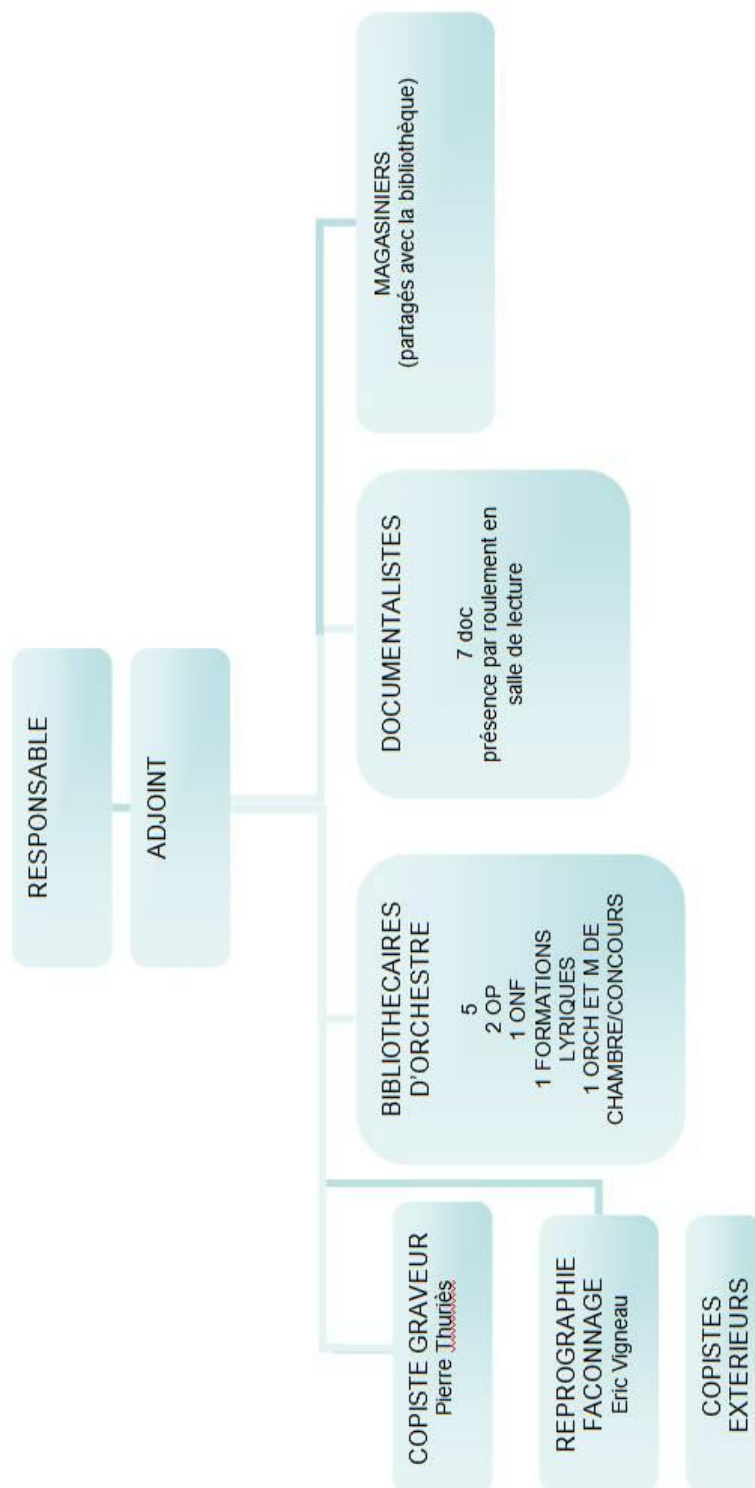 RESPONSABLE
ADJOINT
COPISTE GRAVEUR
Pierre Thuriès
REPROGRAPHIE
FACONNAGE
Eric Vigneau
COPISTES
EXTERIEURS
BIBLIOTHECAIRES
D'ORCHESTRE
5
2 OP
1 ONF
1 FORMATIONS
LYRIQUES
1 ORCH ET M DE
CHAMBRE/CONCOURS
DOCUMENTALISTES
7 doc
présence par roulement en
salle de lecture
MAGASINIERS
(partagés avec la bibliothèque)